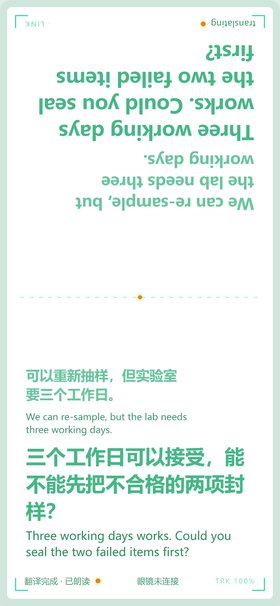 LINK ·
translating
We can re-sample, but
the lab needs three
working days.
Three working days
works. Could you seal
the two failed items
first?
可以重新抽样，但实验室
要三个工作日。
We can re-sample, but the lab needs
three working days.
三个工作日可以接受，能
不能先把不合格的两项封
样？
Three working days works. Could you
seal the two failed items first?
翻译完成 · 已朗读
眼镜未连接
TRK 100%